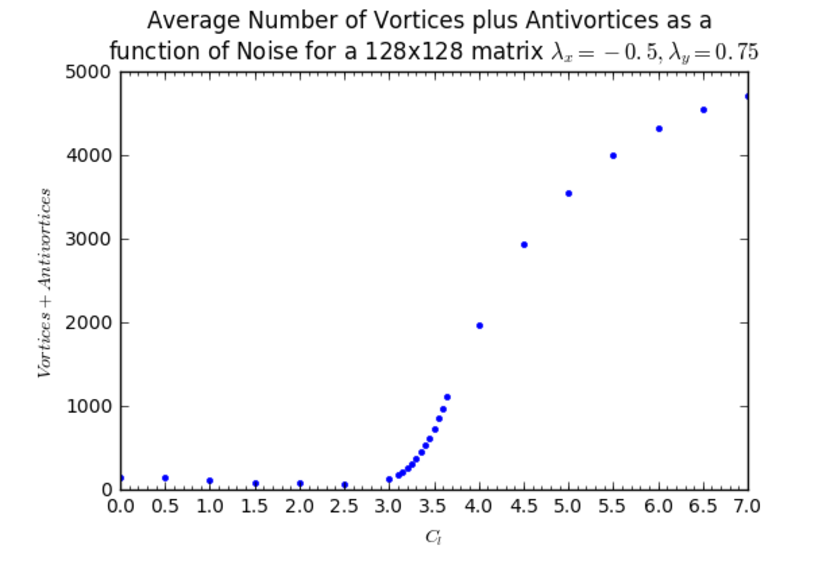 Average Number of Vortices plus Antivortices as a
function of Noise for a 128x128 matrix λx = −0.5, λy = 0.75
5000
4000
3000
2000
1000
0
Vortices + Antivortices
0.0 0.5 1.0 1.5 2.0 2.5 3.0 3.5 4.0 4.5 5.0 5.5 6.0 6.5 7.0
Cl